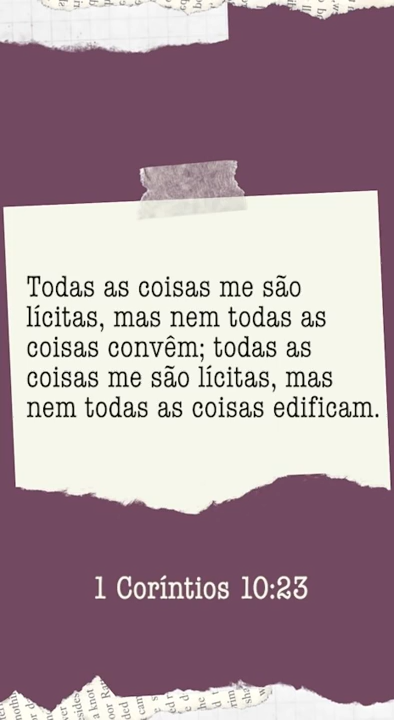 Todas as coisas me são
lícitas, mas nem todas as
coisas convêm; todas as
coisas me são lícitas, mas
nem todas as coisas edificam.
1 Coríntios 10:23